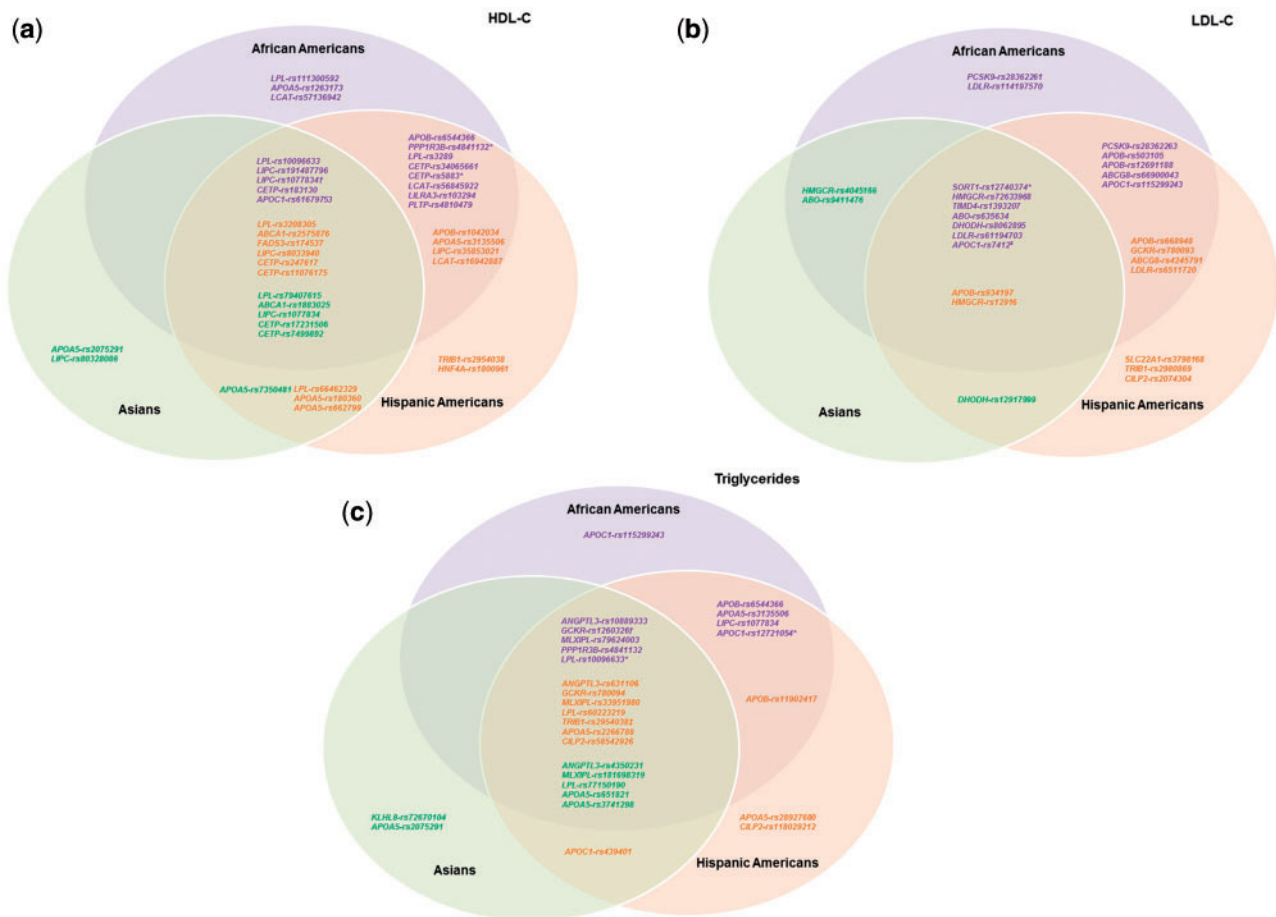 (a)
HDL-C
African Americans
LPL-rs111300592
APOA5-rs1263173
LCAT-rs57136942
APOB-rs6544366
PPP1R3B-rs4841132*
LPL-rs3289
CETP-rs34065661
CETP-rs5883*
LCAT-rs56845922
LILRA3-rs103294
PLTP-rs4810479
LPL-rs10096633
LIPC-rs191487796
LIPC-rs1077834†
CETP-rs183130
APOC1-rs61679753
LPL-rs3208305
ABCA1-rs2575876
FADS3-rs174537
LIPC-rs8033940
CETP-rs247617
CETP-rs11076175
APOB-rs1042034
APOA5-rs3135506
LIPC-rs35853021
LCAT-rs16942887
LPL-rs79407615
ABCA1-rs1883025
LIPC-rs1077834
CETP-rs17231506
CETP-rs7499892
APOA5-rs2075291
LIPC-rs80328086
TRIB1-rs2954038
HNF4A-rs1800961
APOA5-rs7350481
LPL-rs66462329
APOA5-rs180360
APOA5-rs662799
Asians
Hispanic Americans
(b)
LDL-C
African Americans
PCSK9-rs28362261
LDLR-rs114197570
PCSK9-rs28362263
APOB-rs503105
APOB-rs12691188
ABCG8-rs66900043
APOC1-rs115299243
HMGCR-rs4045166
ABO-rs9411476
SORT1-rs12740374*
HMGCR-rs72633968
TIMD4-rs1393207
ABO-rs635634
DHODH-rs8062895
LDLR-rs61194703
APOB-rs668948
GCKR-rs780093
ABCG8-rs4245791
LDLR-rs6511720
APOB-rs934197
HMGCR-rs12916
SLC22A1-rs3798168
TRIB1-rs2980869
CILP2-rs2074304
DHODH-rs12917999
Asians
Hispanic Americans
(c)
Triglycerides
African Americans
APOC1-rs115299243
APOB-rs6544366
APOA5-rs3135506
LIPC-rs1077834
APOC1-rs12721054*
ANGPTL3-rs10889333
GCKR-rs1260326†
MLXIPL-rs79624003
PPP1R3B-rs4841132
LPL-rs10096633*
ANGPTL3-rs631106
GCKR-rs780094
MLXIPL-rs33951980
LPL-rs60223219
TRIB1-rs2954038‡
APOA5-rs2266788
CILP2-rs58542926
APOB-rs11902417
ANGPTL3-rs4350231
MLXIPL-rs181698319
LPL-rs77150190
APOA5-rs651821
APOA5-rs3741298
KLHL8-rs72670104
APOA5-rs2075291
APOA5-rs28927680
CILP2-rs118029212
APOC1-rs439401
Asians
Hispanic Americans